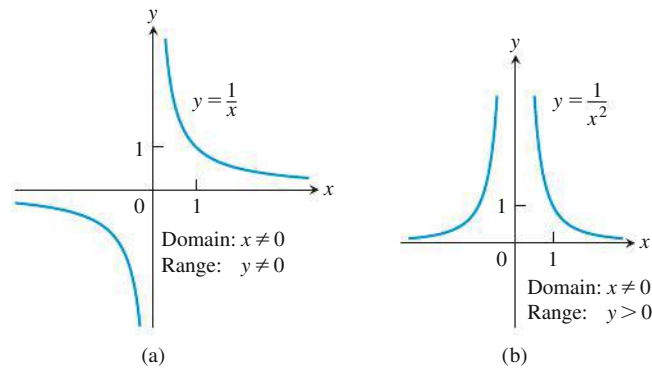 y
y = 1/x
1
0
1
x
Domain: x ≠ 0
Range: y ≠ 0
(a)
y
y = 1/x²
1
0
1
x
Domain: x ≠ 0
Range: y > 0
(b)